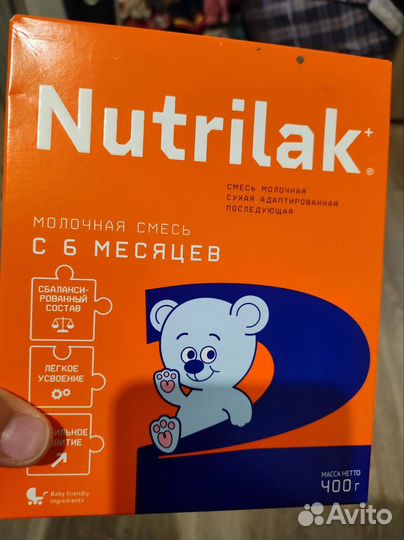 Nutrilak+®
СМЕСЬ МОЛОЧНАЯ
СУХАЯ АДАПТИРОВАННАЯ
ПОСЛЕДУЮЩАЯ
МОЛОЧНАЯ СМЕСЬ
С 6 МЕСЯЦЕВ
СБАЛАНСИ-
РОВАННЫЙ
СОСТАВ
ЛЁГКОЕ
УСВОЕНИЕ
2
Baby friendly
ingredients
МАССА НЕТТО
400 г
Avito